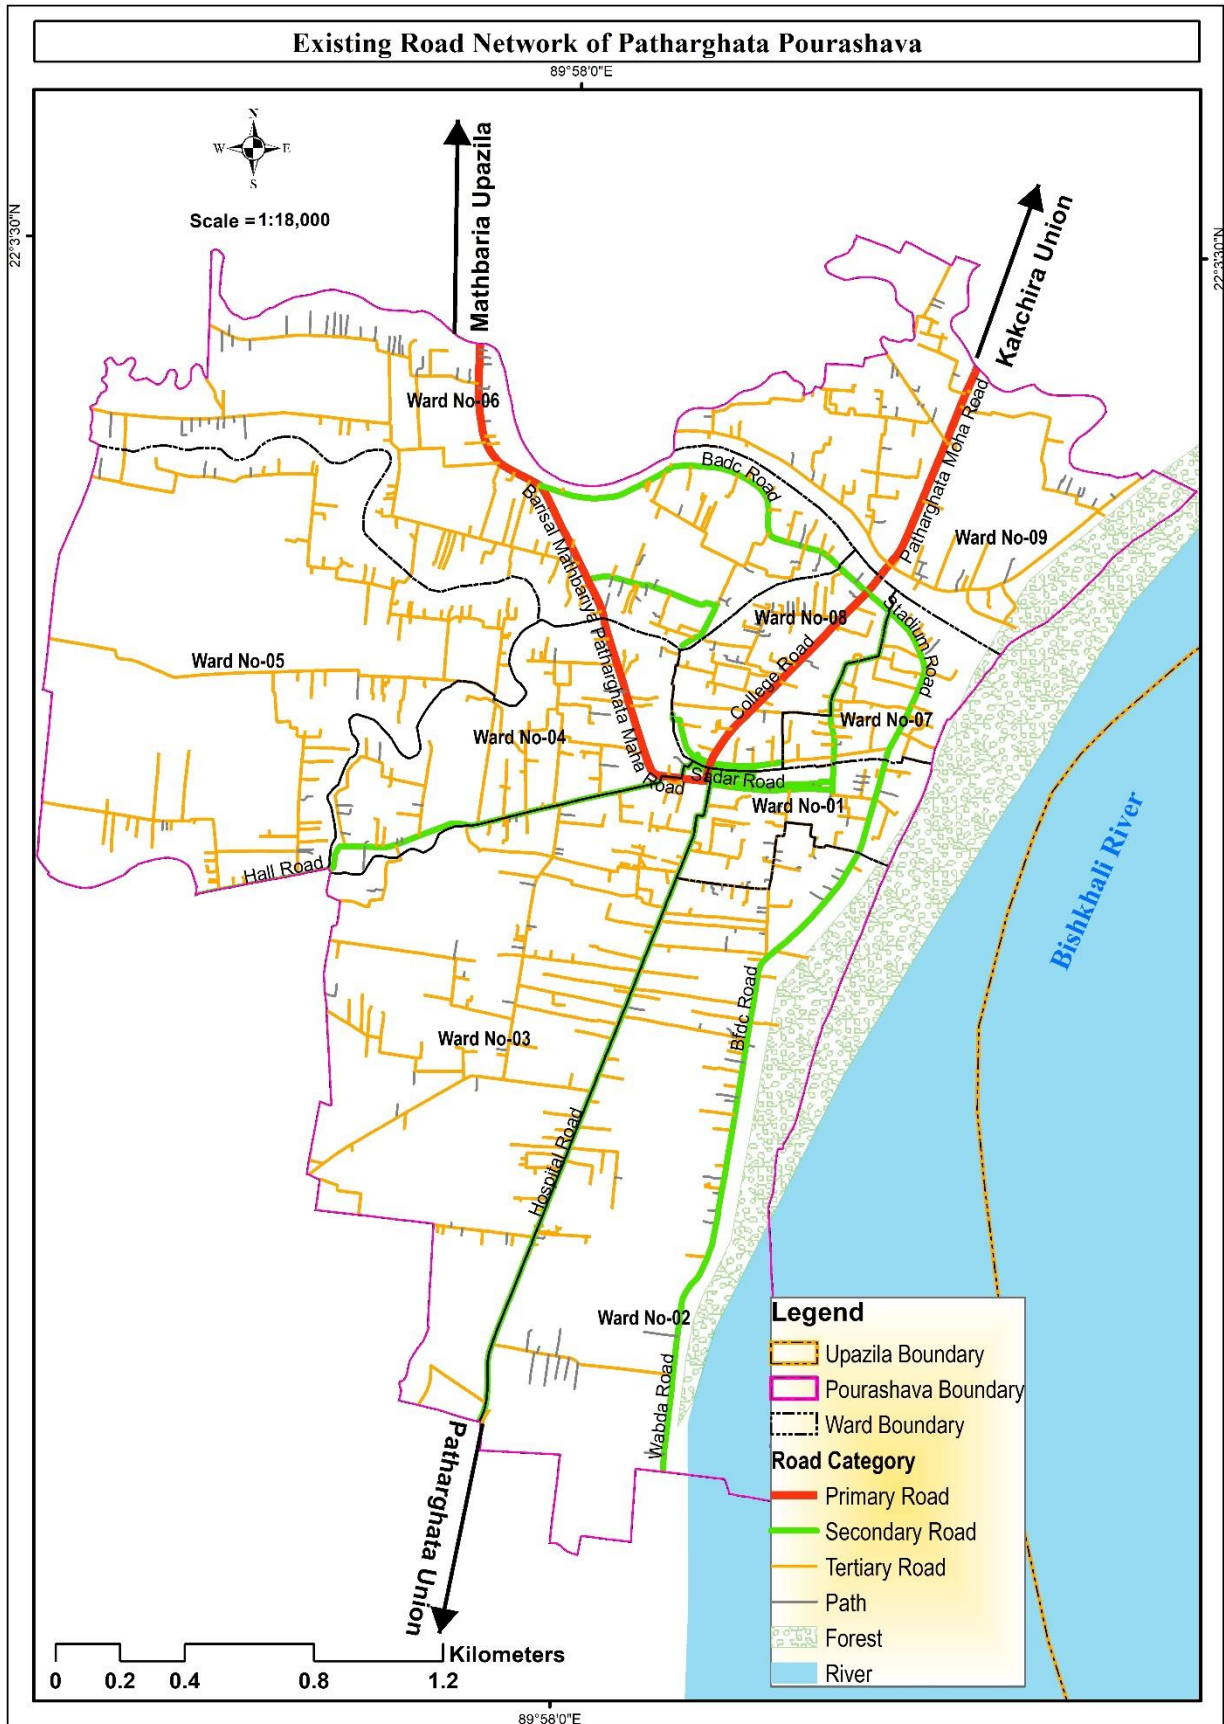 Existing Road Network of Patharghata Pourashava
89°58'0"E
N
W E
S
Scale = 1:18,000
22°3'30"N
22°3'30"N
Mathbaria Upazila
Kakchira Union
Ward No-06
Badc Road
Patharghata Moha Road
Barisal Mathbariya Patharghata Maha Road
Ward No-09
Ward No-08
Stadium Road
Ward No-05
College Road
Ward No-07
Ward No-04
Sadar Road
Ward No-01
Hall Road
Bishkhali River
Bfdc Road
Ward No-03
Hospital Road
Ward No-02
Wabda Road
Patharghata Union
Legend
Upazila Boundary
Pourashava Boundary
Ward Boundary
Road Category
Primary Road
Secondary Road
Tertiary Road
Path
Forest
River
Kilometers
0 0.2 0.4 0.8 1.2
89°58'0"E